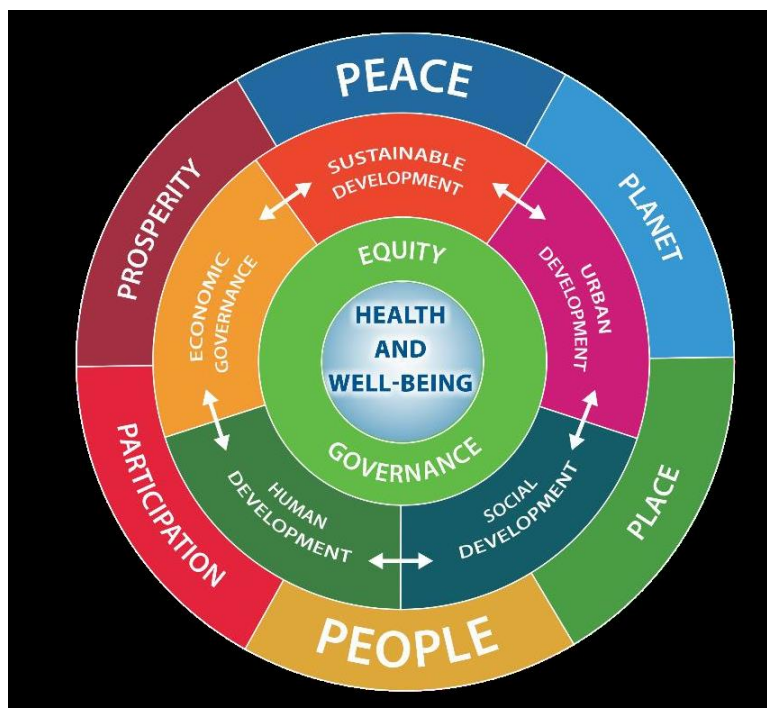 PEACE
PLANET
PLACE
PEOPLE
PARTICIPATION
PROSPERITY
SUSTAINABLE
DEVELOPMENT
URBAN
DEVELOPMENT
SOCIAL
DEVELOPMENT
HUMAN
DEVELOPMENT
ECONOMIC
GOVERNANCE
EQUITY
GOVERNANCE
HEALTH
AND
WELL-BEING